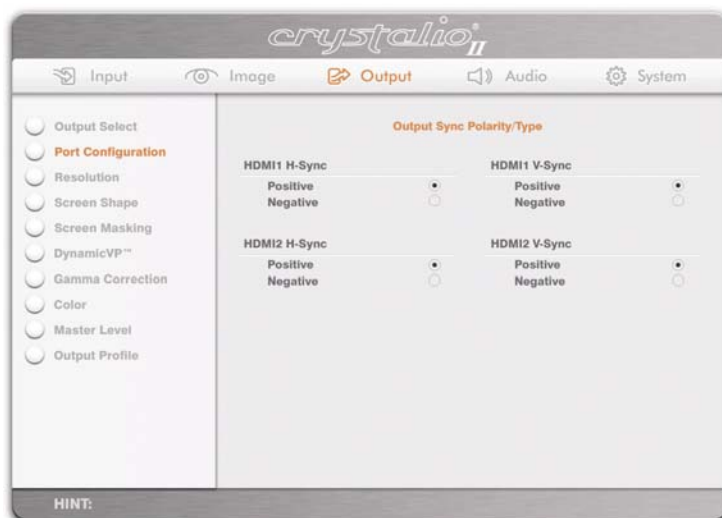 crystalio® II
Input Image Output Audio System
Output Select
Port Configuration
Resolution
Screen Shape
Screen Masking
DynamicVP™
Gamma Correction
Color
Master Level
Output Profile
Output Sync Polarity/Type
HDMI1 H-Sync
Positive
Negative
HDMI1 V-Sync
Positive
Negative
HDMI2 H-Sync
Positive
Negative
HDMI2 V-Sync
Positive
Negative
HINT: